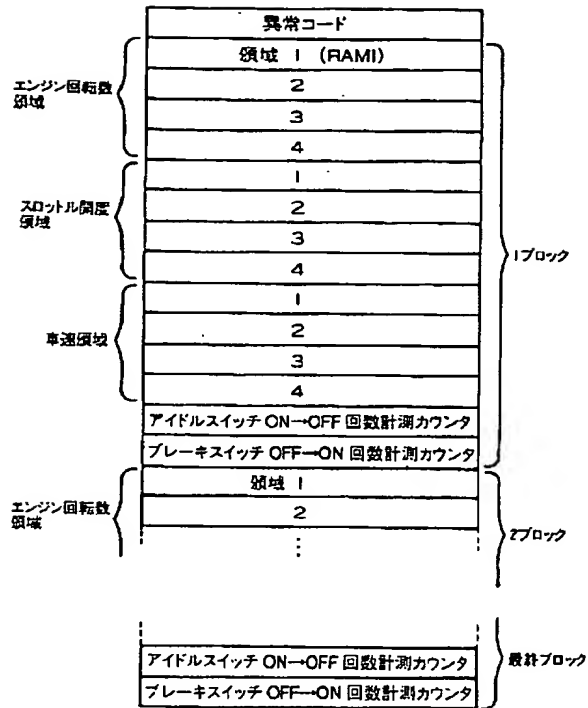 異常コード
領域 1 (RAM1)
エンジン回転数
領域
2
3
4
スロットル開度
領域
1
2
3
4
1ブロック
車速領域
1
2
3
4
アイドルスイッチ ON→OFF 回数計測カウンタ
ブレーキスイッチ OFF→ON 回数計測カウンタ
エンジン回転数
領域
領域 1
2
⋮
2ブロック
アイドルスイッチ ON→OFF 回数計測カウンタ
ブレーキスイッチ OFF→ON 回数計測カウンタ
最終ブロック